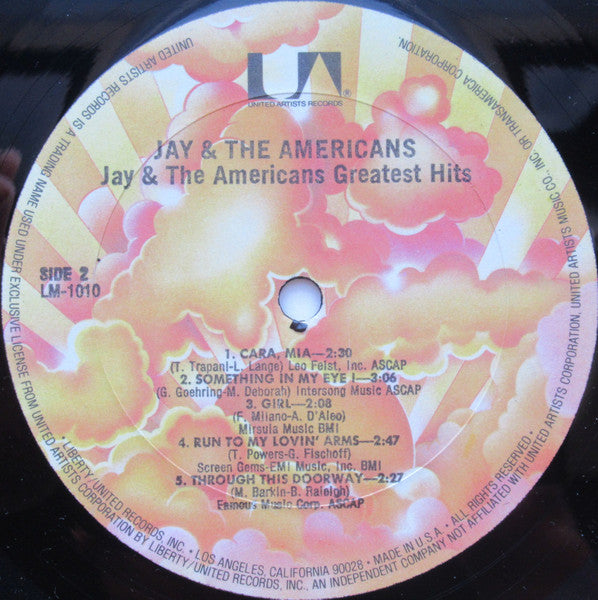 UA
UNITED ARTISTS RECORDS
®
JAY & THE AMERICANS
Jay & The Americans Greatest Hits
SIDE 2
LM-1010
1. CARA, MIA—2:30
(T. Trapani-L. Lange) Leo Feist, Inc. ASCAP
2. SOMETHING IN MY EYE !—3:06
(G. Goehring-M. Deborah) Intersong Music ASCAP
3. GIRL—2:08
(F. Milano-A. D'Aleo)
Mirsula Music BMI
4. RUN TO MY LOVIN' ARMS—2:47
(T. Powers-G. Fischoff)
Screen Gems-EMI Music, Inc. BMI
5. THROUGH THIS DOORWAY—2:27
(M. Barkin-B. Raleigh)
Famous Music Corp. ASCAP
UNITED ARTISTS RECORDS IS A TRADING NAME USED UNDER EXCLUSIVE LICENSE FROM UNITED ARTISTS CORPORATION BY LIBERTY/UNITED RECORDS, INC., AN INDEPENDENT COMPANY NOT AFFILIATED WITH UNITED ARTISTS CORPORATION, UNITED ARTISTS MUSIC CO., INC. OR TRANSAMERICA CORPORATION.
• LIBERTY/UNITED RECORDS, INC. • LOS ANGELES, CALIFORNIA 90028 • MADE IN U.S.A. • ALL RIGHTS RESERVED •